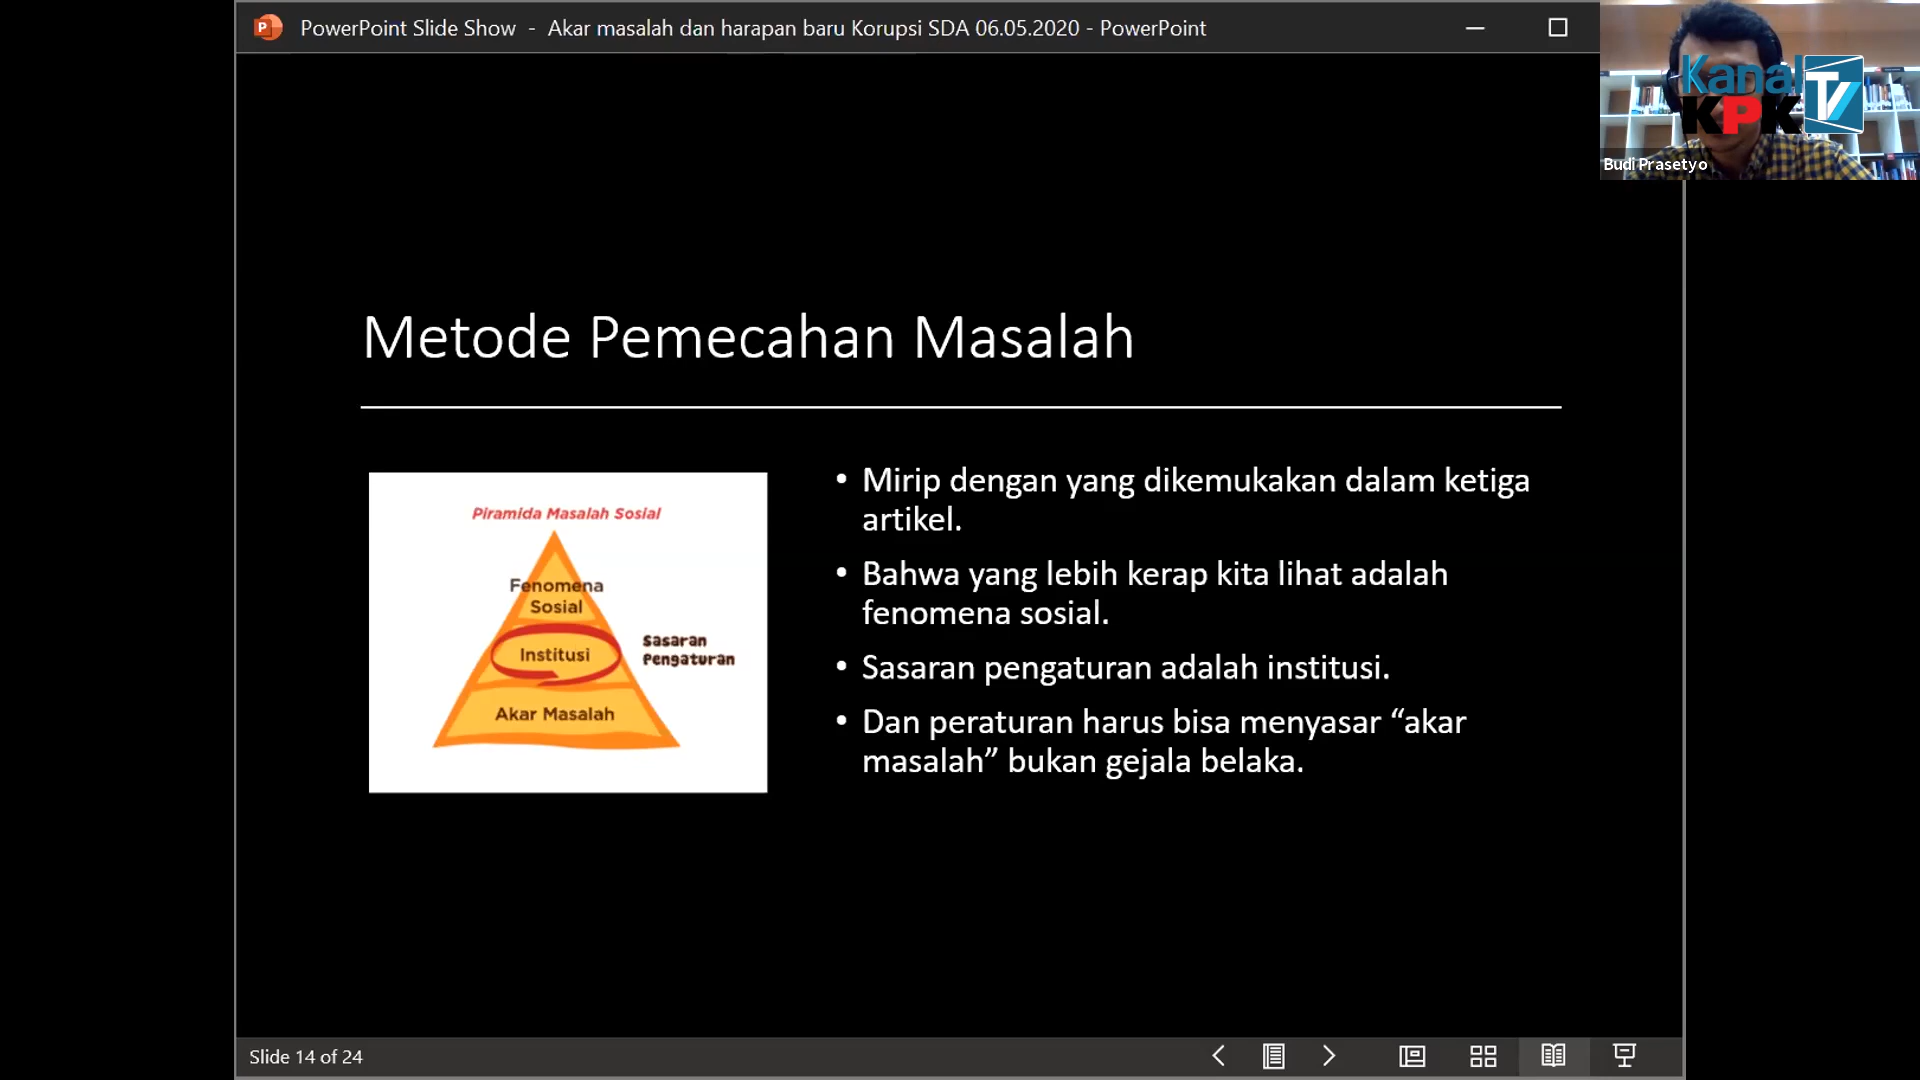 PowerPoint Slide Show - Akar masalah dan harapan baru Korupsi SDA 06.05.2020 - PowerPoint
Kanal
KPK TV
Budi Prasetyo
Metode Pemecahan Masalah
Piramida Masalah Sosial
Fenomena
Sosial
Institusi
Sasaran
Pengaturan
Akar Masalah
• Mirip dengan yang dikemukakan dalam ketiga
artikel.
• Bahwa yang lebih kerap kita lihat adalah
fenomena sosial.
• Sasaran pengaturan adalah institusi.
• Dan peraturan harus bisa menyasar “akar
masalah” bukan gejala belaka.
Slide 14 of 24